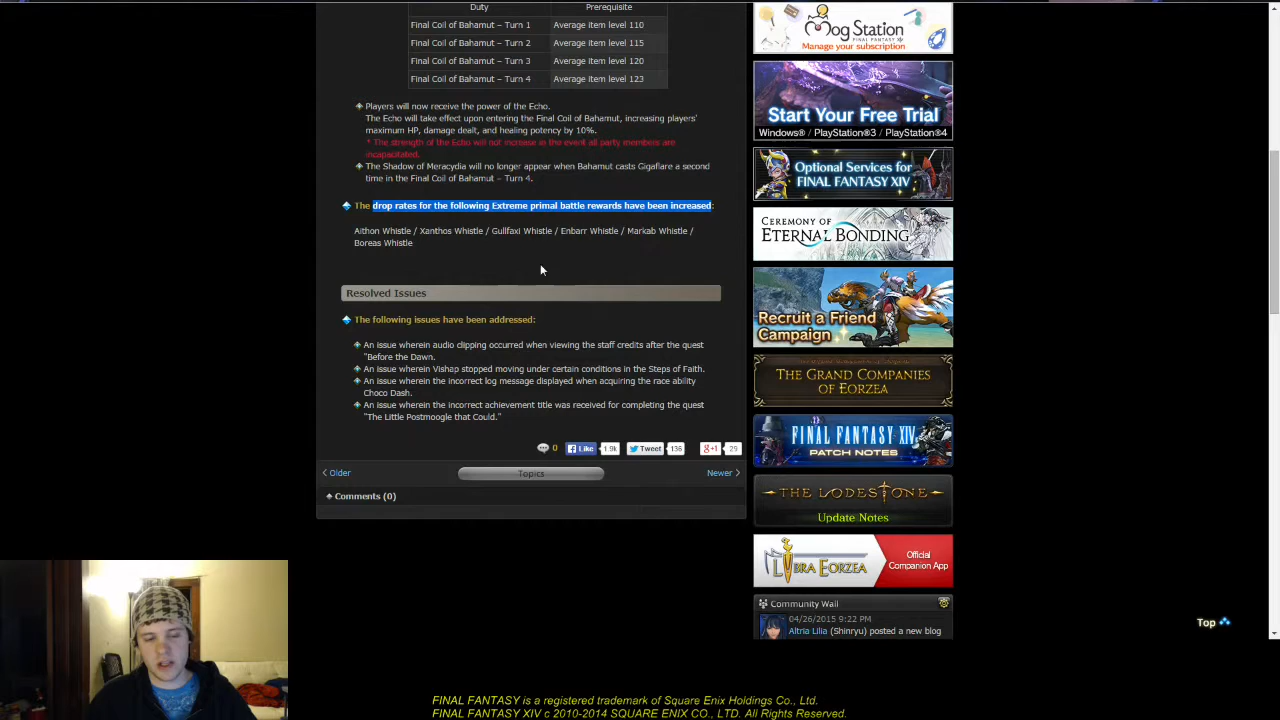 Duty Prerequisite
Final Coil of Bahamut – Turn 1 Average item level 110
Final Coil of Bahamut – Turn 2 Average item level 115
Final Coil of Bahamut – Turn 3 Average item level 120
Final Coil of Bahamut – Turn 4 Average item level 123
Players will now receive the power of the Echo.
The Echo will take effect upon entering the Final Coil of Bahamut, increasing players'
maximum HP, damage dealt, and healing potency by 10%.
* The strength of the Echo will not increase in the event all party members are
incapacitated.
The Shadow of Meracydia will no longer appear when Bahamut casts Gigaflare a second
time in the Final Coil of Bahamut – Turn 4.
The drop rates for the following Extreme primal battle rewards have been increased:
Aithon Whistle / Xanthos Whistle / Gullfaxi Whistle / Enbarr Whistle / Markab Whistle /
Boreas Whistle
Resolved Issues
The following issues have been addressed:
An issue wherein audio clipping occurred when viewing the staff credits after the quest
"Before the Dawn.
An issue wherein Vishap stopped moving under certain conditions in the Steps of Faith.
An issue wherein the incorrect log message displayed when acquiring the race ability
Choco Dash.
An issue wherein the incorrect achievement title was received for completing the quest
"The Little Postmoogle that Could."
0 Like 1.9k Tweet 136 g+1 29
Older Topics Newer
Comments (0)
Mog Station
Manage your subscription
Start Your Free Trial
Windows® / PlayStation®3 / PlayStation®4
Optional Services for
FINAL FANTASY XIV
CEREMONY OF
ETERNAL BONDING
Recruit a Friend
Campaign
THE GRAND COMPANIES
OF EORZEA
FINAL FANTASY XIV
PATCH NOTES
THE LODESTONE
Update Notes
LIBRA EORZEA
Official
Companion App
Community Wall
04/26/2015 9:22 PM
Altria Lilia (Shinryu) posted a new blog
Top
FINAL FANTASY is a registered trademark of Square Enix Holdings Co., Ltd.
FINAL FANTASY XIV c 2010-2014 SQUARE ENIX CO., LTD. All Rights Reserved.